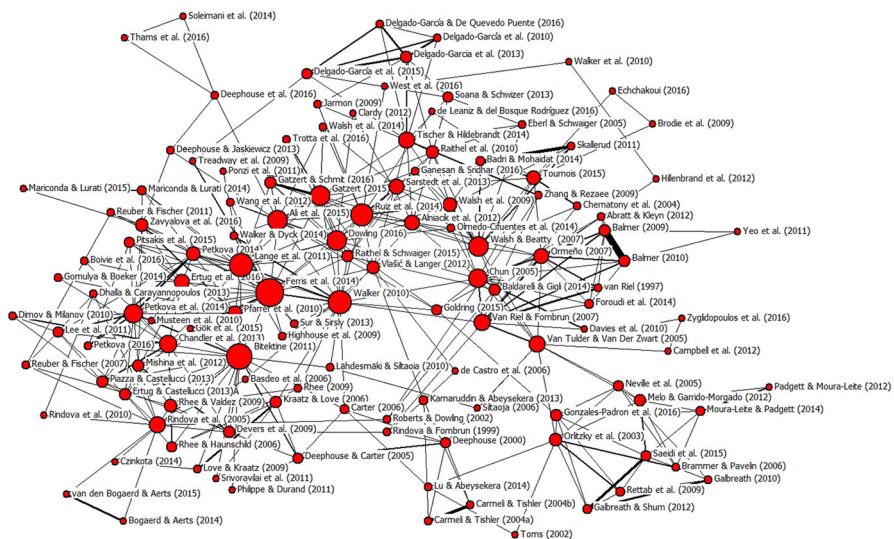 Soleimani et al. (2014)
Delgado-García & De Quevedo Puente (2016)
Thams et al. (2016)
Delgado-García et al. (2010)
Delgado-Garcia et al. (2013)
Walker et al. (2010)
Delgado-García et al. (2015)
West et al. (2016)
Echchakoui (2016)
Deephouse et al. (2016)
Soana & Schwizer (2013)
Jarmon (2009)
Clardy (2012)
de Leaniz & del Bosque Rodríguez (2016)
Eberl & Schwaiger (2005)
Brodie et al. (2009)
Walsh et al. (2014)
Tischer & Hildebrandt (2014)
Trotta et al. (2016)
Skallerud (2011)
Deephouse & Jaskiewicz (2013)
Raithel et al. (2010)
Treadway et al. (2009)
Badri & Mohaidat (2014)
Ponzi et al. (2011)
Ganesan & Sridhar (2016)
Tournois (2015)
Hillenbrand et al. (2012)
Gatzert & Schmit (2016)
Sarstedt et al. (2013)
Mariconda & Lurati (2015)
Mariconda & Lurati (2014)
Gatzert (2015)
Zhang & Rezaee (2009)
Wang et al. (2012)
Walsh et al. (2009)
Chernatony et al. (2004)
Reuber & Fischer (2011)
Ali et al. (2015)
Ruiz et al. (2014)
Abratt & Kleyn (2012)
Zavyalova et al. (2016)
Alniacik et al. (2012)
Olmedo-Cifuentes et al. (2014)
Balmer (2009)
Yeo et al. (2011)
Walker & Dyck (2014)
Dowling (2016)
Pitsakis et al. (2015)
Walsh & Beatty (2007)
Petkova (2014)
Ormeño (2007)
Raithel & Schwaiger (2015)
Boivie et al. (2016)
Lange et al. (2011)
Vlašić & Langer (2012)
Balmer (2010)
Gomulya & Boeker (2014)
Ertug et al. (2016)
Chun (2005)
Dhalla & Caravannopoulos (2013)
Ferris et al. (2014)
Baldarelli & Gigli (2014)
van Riel (1997)
Walker (2010)
Foroudi et al. (2014)
Petkova et al. (2014)
Pfarrer et al. (2010)
Goldring (2015)
Dimov & Milanov (2010)
Musteen et al. (2010)
Sur & Sirsly (2013)
Van Riel & Fombrun (2007)
Zyglidopoulos et al. (2016)
Lee et al. (2011)
Gok et al. (2015)
Davies et al. (2010)
Highhouse et al. (2009)
Chandler et al. (2013)
Petkova (2016)
Bitektine (2011)
Van Tulder & Van Der Zwart (2005)
Campbell et al. (2012)
Reuber & Fischer (2007)
Mishina et al. (2012)
Lähdesmäki & Siltaoia (2010)
de Castro et al. (2006)
Piazza & Castellucci (2013)
Basdeo et al. (2006)
Rhee (2009)
Neville et al. (2005)
Padgett & Moura-Leite (2012)
Ertug & Castellucci (2013)A
Kraatz & Love (2006)
Kamaruddin & Abeysekera (2013)
Melo & Garrido-Morgado (2012)
Rhee & Valdez (2009)
Carter (2006)
Sitaoja (2006)
Gonzales-Padron et al. (2016)
Moura-Leite & Padgett (2014)
Rindova et al. (2010)
Rindova et al. (2005)
Roberts & Dowling (2002)
Devers et al. (2009)
Rindova & Fombrun (1999)
Orlitzky et al. (2003)
Rhee & Haunschild (2006)
Deephouse (2000)
Saeidi et al. (2015)
Deephouse & Carter (2005)
Czinkota (2014)
Love & Kraatz (2009)
Brammer & Pavelin (2006)
Srivoravilai et al. (2011)
Galbreath (2010)
van den Bogaerd & Aerts (2015)
Philippe & Durand (2011)
Lu & Abeysekera (2014)
Rettab et al. (2009)
Carmel & Tishler (2004b)
Galbreath & Shum (2012)
Bogaerd & Aerts (2014)
Carmel & Tishler (2004a)
Toms (2002)